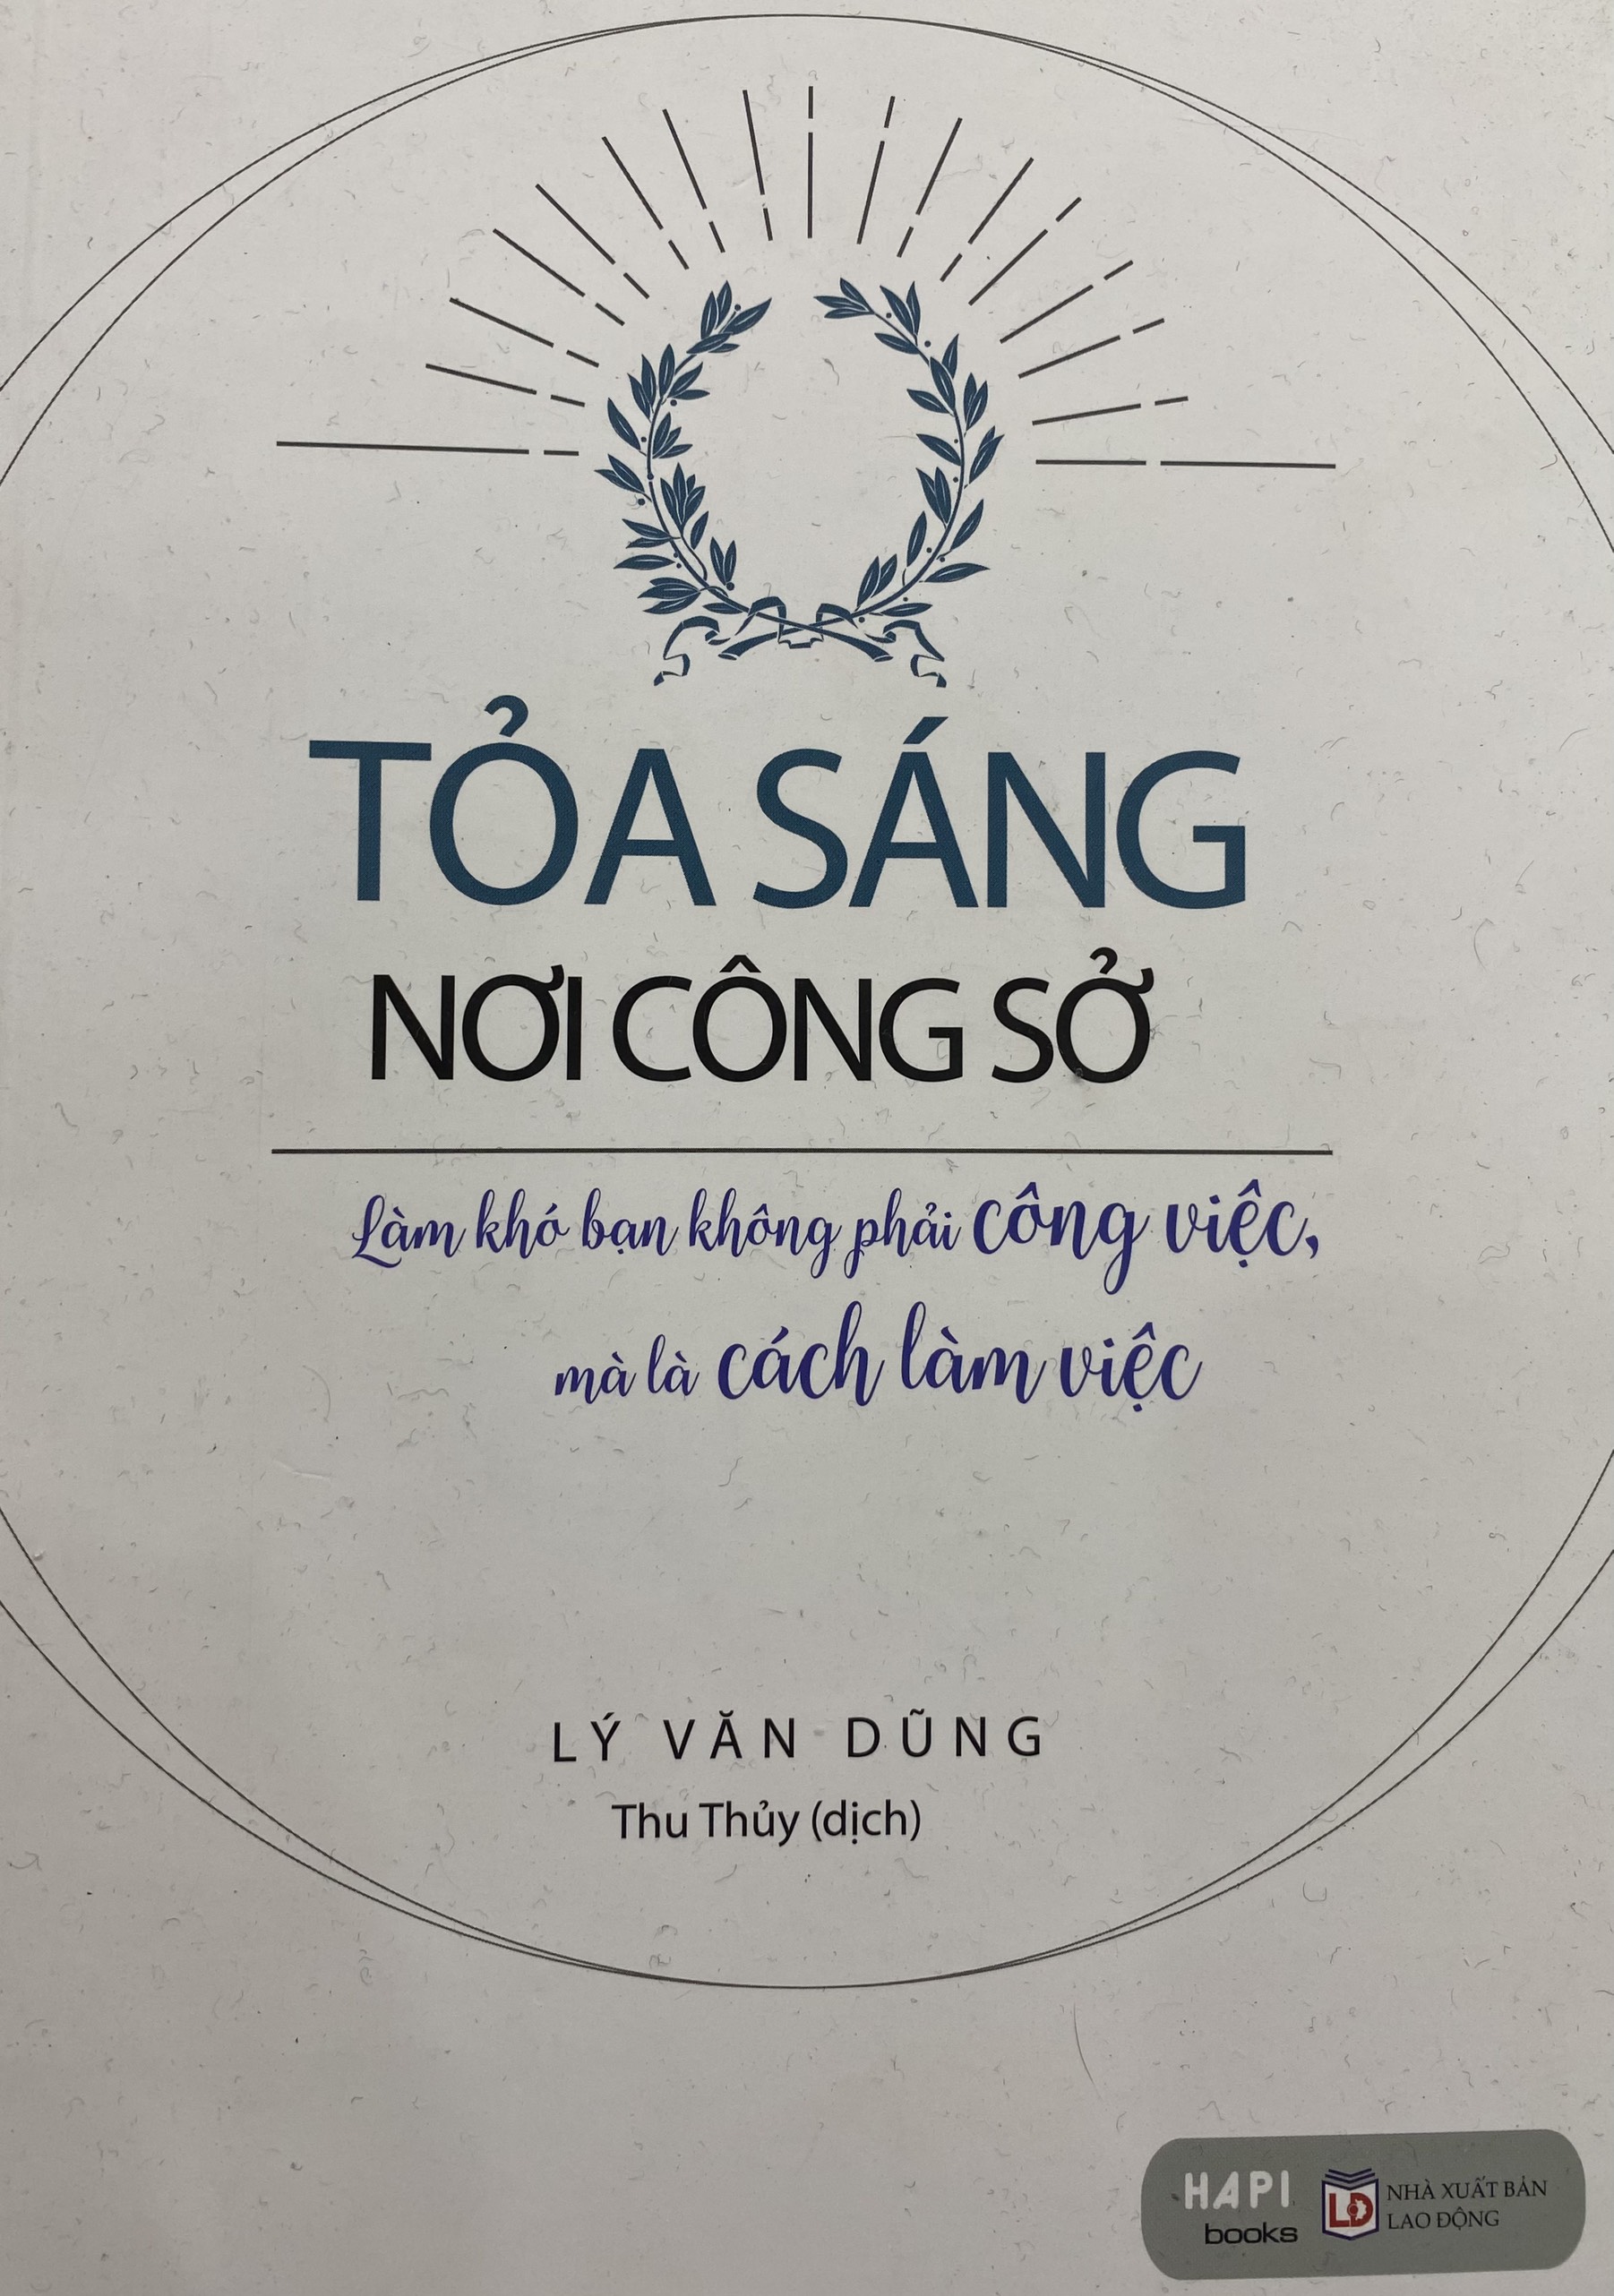 TỎA SÁNG
NƠI CÔNG SỞ
Làm khó bạn không phải công việc,
mà là cách làm việc
LÝ VĂN DŨNG
Thu Thủy (dịch)
HAPI
books
LĐ
NHÀ XUẤT BẢN
LAO ĐỘNG